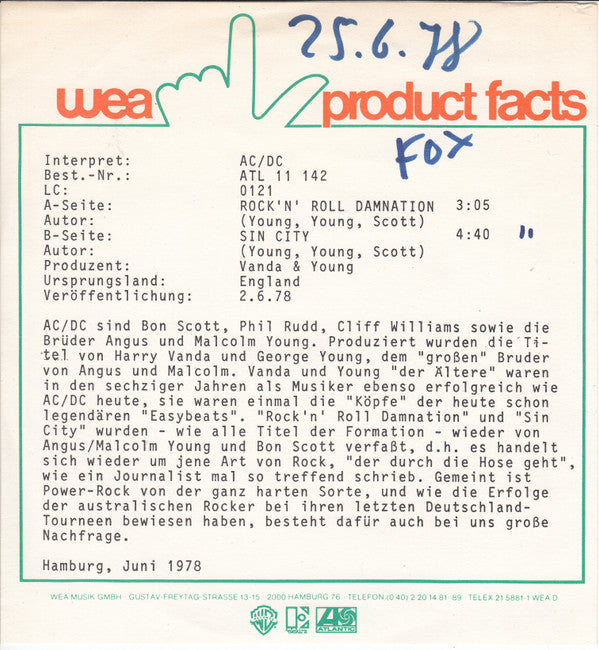 25.6.78
wea product facts
Fox
Interpret: AC/DC
Best.-Nr.: ATL 11 142
LC: 0121
A-Seite: ROCK'N' ROLL DAMNATION 3:05
Autor: (Young, Young, Scott)
B-Seite: SIN CITY 4:40 "
Autor: (Young, Young, Scott)
Produzent: Vanda & Young
Ursprungsland: England
Veröffentlichung: 2.6.78
AC/DC sind Bon Scott, Phil Rudd, Cliff Williams sowie die
Brüder Angus und Malcolm Young. Produziert wurden die Ti-
tel von Harry Vanda und George Young, dem "großen" Bruder
von Angus und Malcolm. Vanda und Young "der Ältere" waren
in den sechziger Jahren als Musiker ebenso erfolgreich wie
AC/DC heute, sie waren einmal die "Köpfe" der heute schon
legendären "Easybeats". "Rock'n' Roll Damnation" und "Sin
City" wurden - wie alle Titel der Formation - wieder von
Angus/Malcolm Young und Bon Scott verfaßt, d.h. es handelt
sich wieder um jene Art von Rock, "der durch die Hose geht",
wie ein Journalist mal so treffend schrieb. Gemeint ist
Power-Rock von der ganz harten Sorte, und wie die Erfolge
der australischen Rocker bei ihren letzten Deutschland-
Tourneen bewiesen haben, besteht dafür auch bei uns große
Nachfrage.
Hamburg, Juni 1978
WEA MUSIK GMBH · GUSTAV-FREYTAG-STRASSE 13-15 · 2000 HAMBURG 76 · TELEFON (0 40) 2 20 14 81 - 89 · TELEX 21 5881-1 WEA D
ATLANTIC